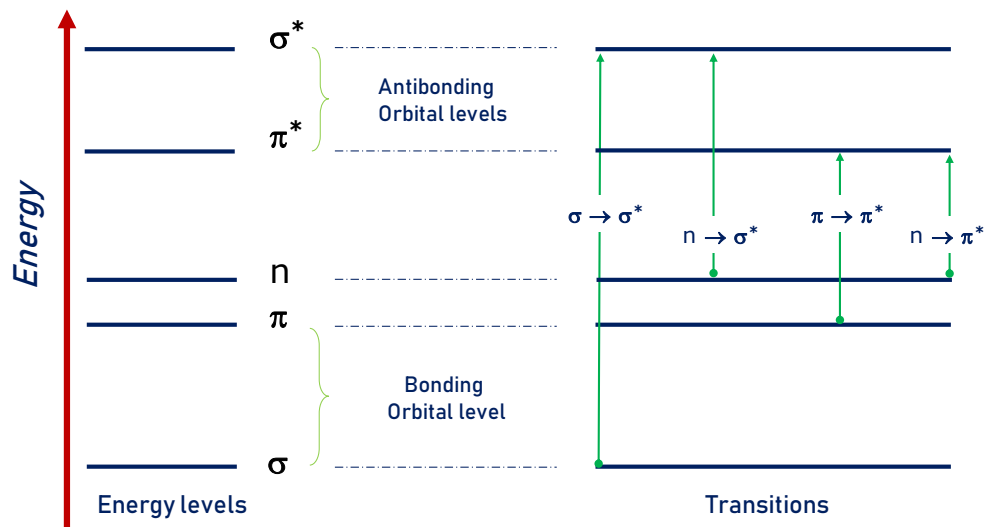 Energy
σ*
π*
n
π
σ
Antibonding
Orbital levels
Bonding
Orbital level
Energy levels
σ → σ*
n → σ*
π → π*
n → π*
Transitions